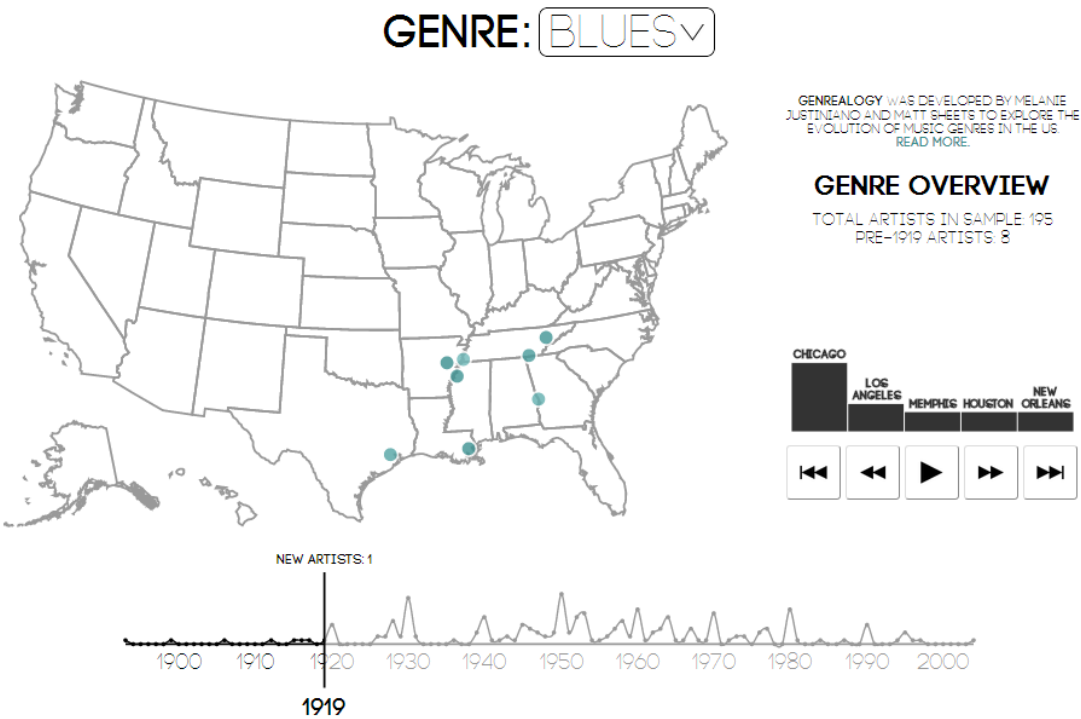 GENRE: BLUES
GENREALOGY WAS DEVELOPED BY MELANIE
JUSTINIANO AND MATT SHEETS TO EXPLORE THE
EVOLUTION OF MUSIC GENRES IN THE US.
READ MORE.
GENRE OVERVIEW
TOTAL ARTISTS IN SAMPLE: 195
PRE-1919 ARTISTS: 8
CHICAGO
LOS
ANGELES
MEMPHIS
HOUSTON
NEW
ORLEANS
NEW ARTISTS: 1
1900 1910 1920 1930 1940 1950 1960 1970 1980 1990 2000
1919